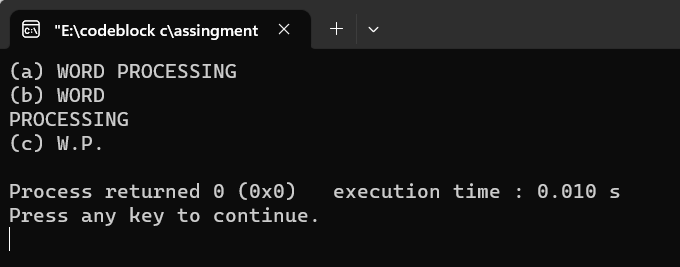 "E:\codeblock c\assingment
(a) WORD PROCESSING
(b) WORD
PROCESSING
(c) W.P.
Process returned 0 (0x0)   execution time : 0.010 s
Press any key to continue.